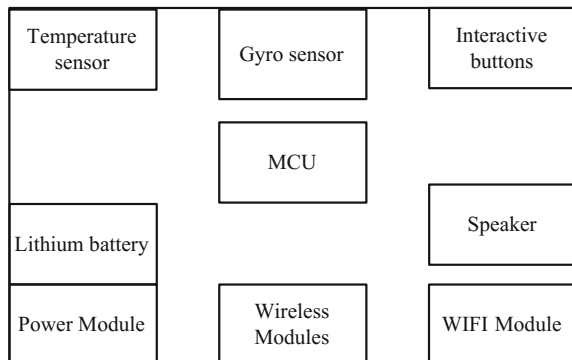 Temperature
sensor
Gyro sensor
Interactive
buttons
MCU
Lithium battery
Speaker
Power Module
Wireless
Modules
WIFI Module